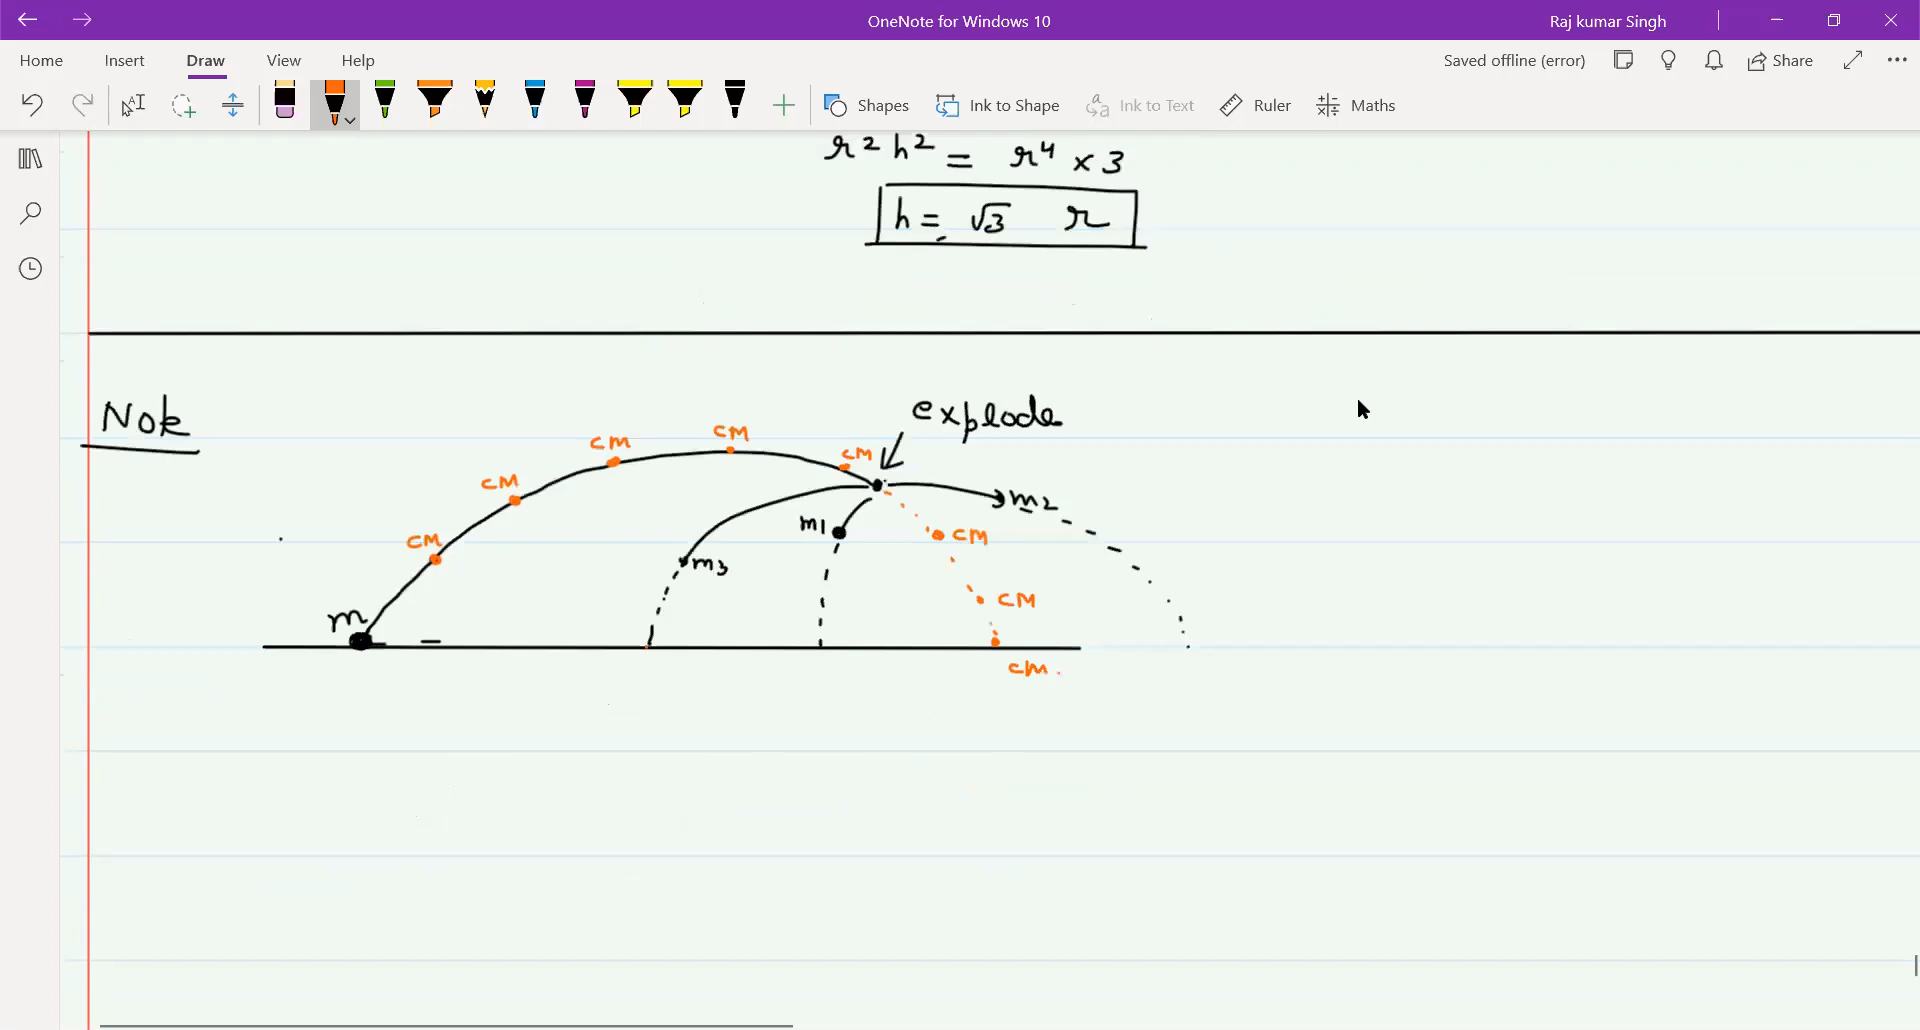 OneNote for Windows 10
Raj kumar Singh
Home Insert Draw View Help
Saved offline (error)
Share
Shapes
Ink to Shape
Ink to Text
Ruler
Maths
r² h² = r⁴ × 3
h = √3 r
Note
explode
CM
CM
CM
CM
CM
m
m3
m1
m2
CM
CM
CM.